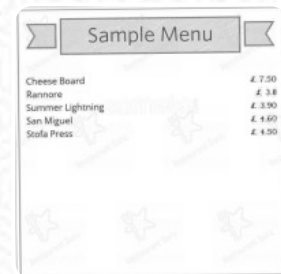 Sample Menu
Cheese Board £ 7.50
Rannore £ 3.8
Summer Lightning £ 3.90
San Miguel £ 4.60
Stofa Press £ 4.50